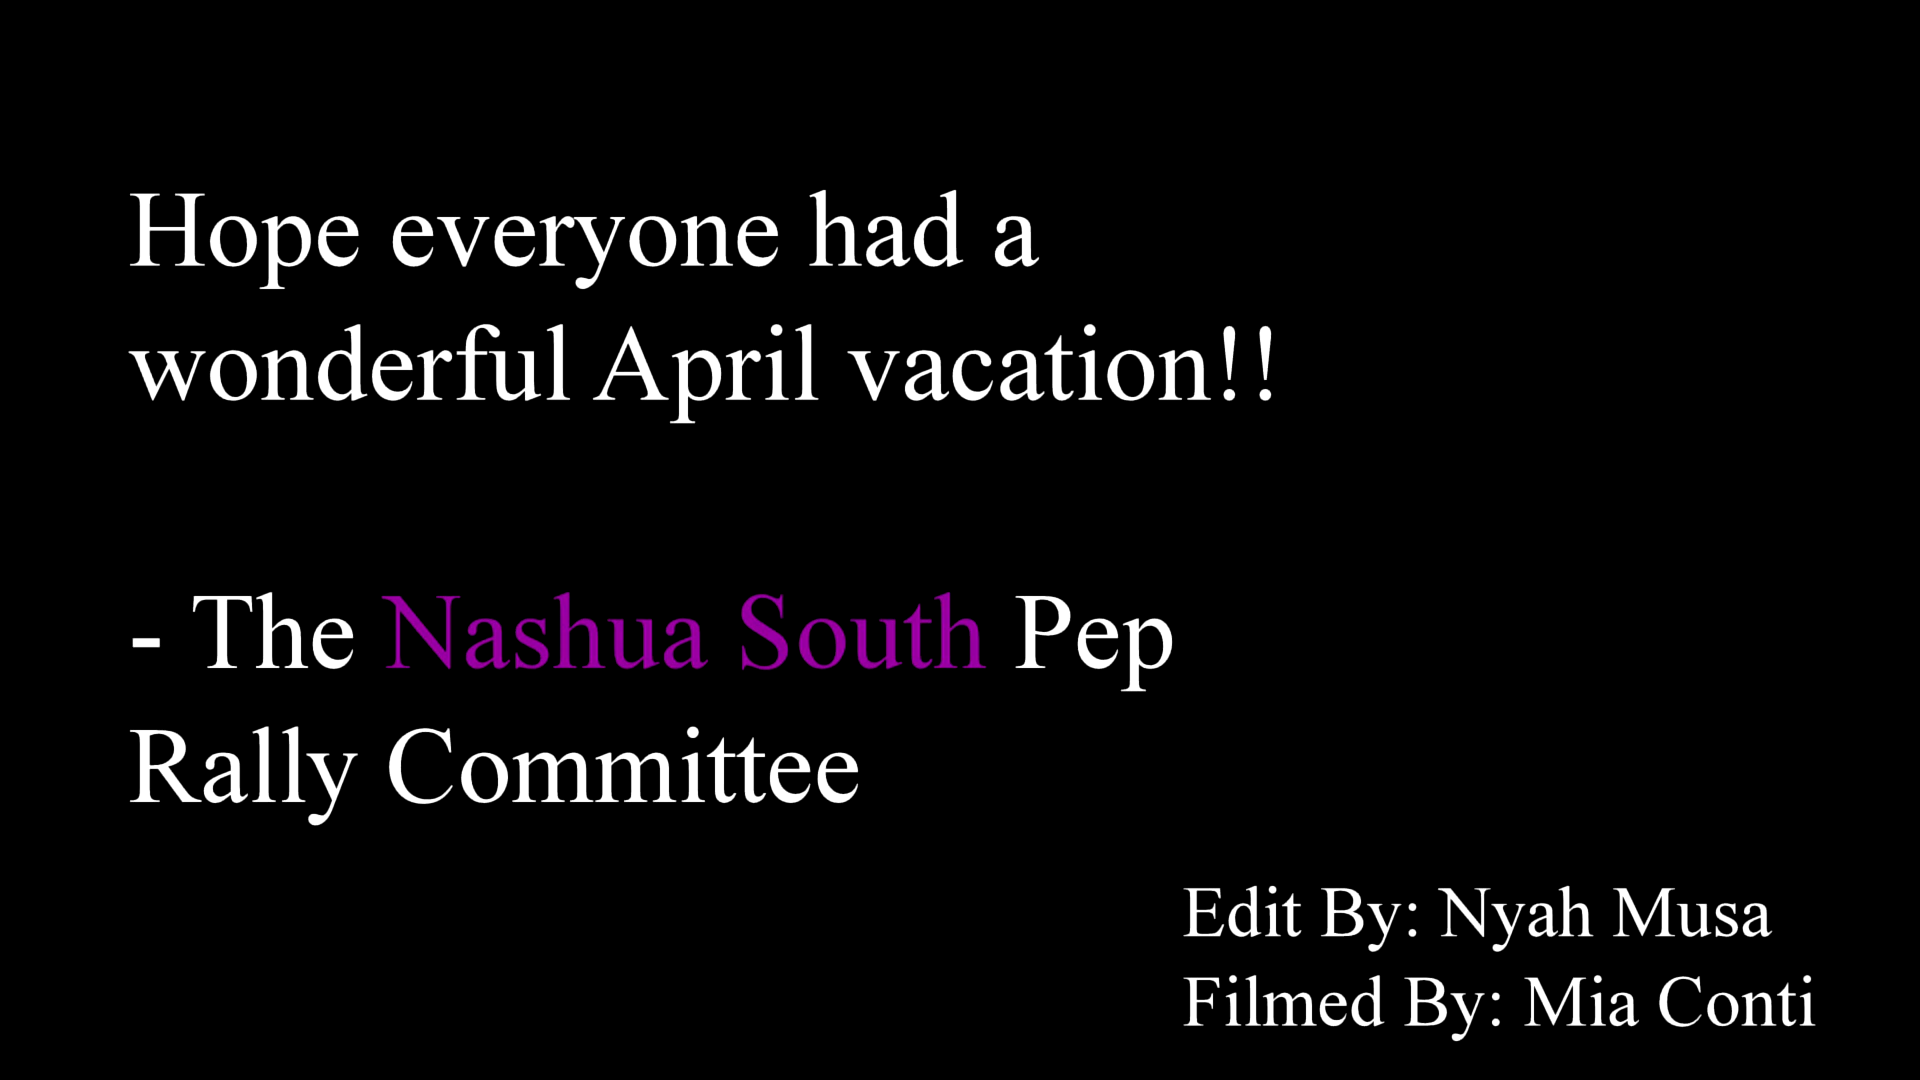 Hope everyone had a
wonderful April vacation!!
- The Nashua South Pep
Rally Committee
Edit By: Nyah Musa
Filmed By: Mia Conti